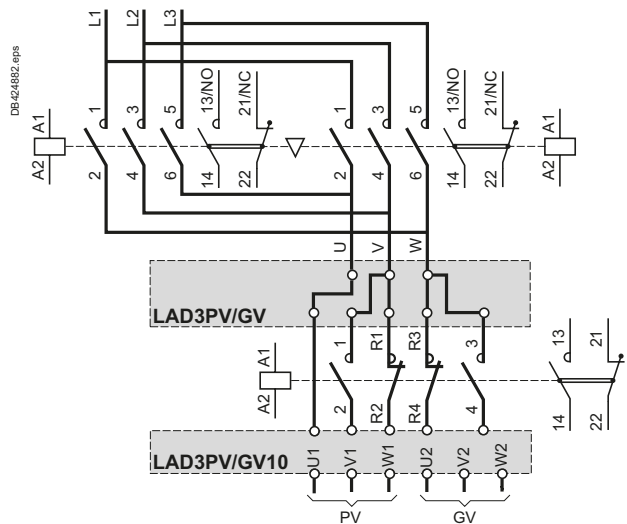 DB424882.eps
L1 L2 L3
A1 1 3 5 13/NO 21/NC 1 3 5 13/NO 21/NC A1
A2 2 4 6 14 22 2 4 6 14 22 A2
U V W
LAD3PV/GV
A1 1 R1 R3 3 13 21
A2 2 R2 R4 4 14 22
LAD3PV/GV10 U1 V1 W1 U2 V2 W2
PV GV